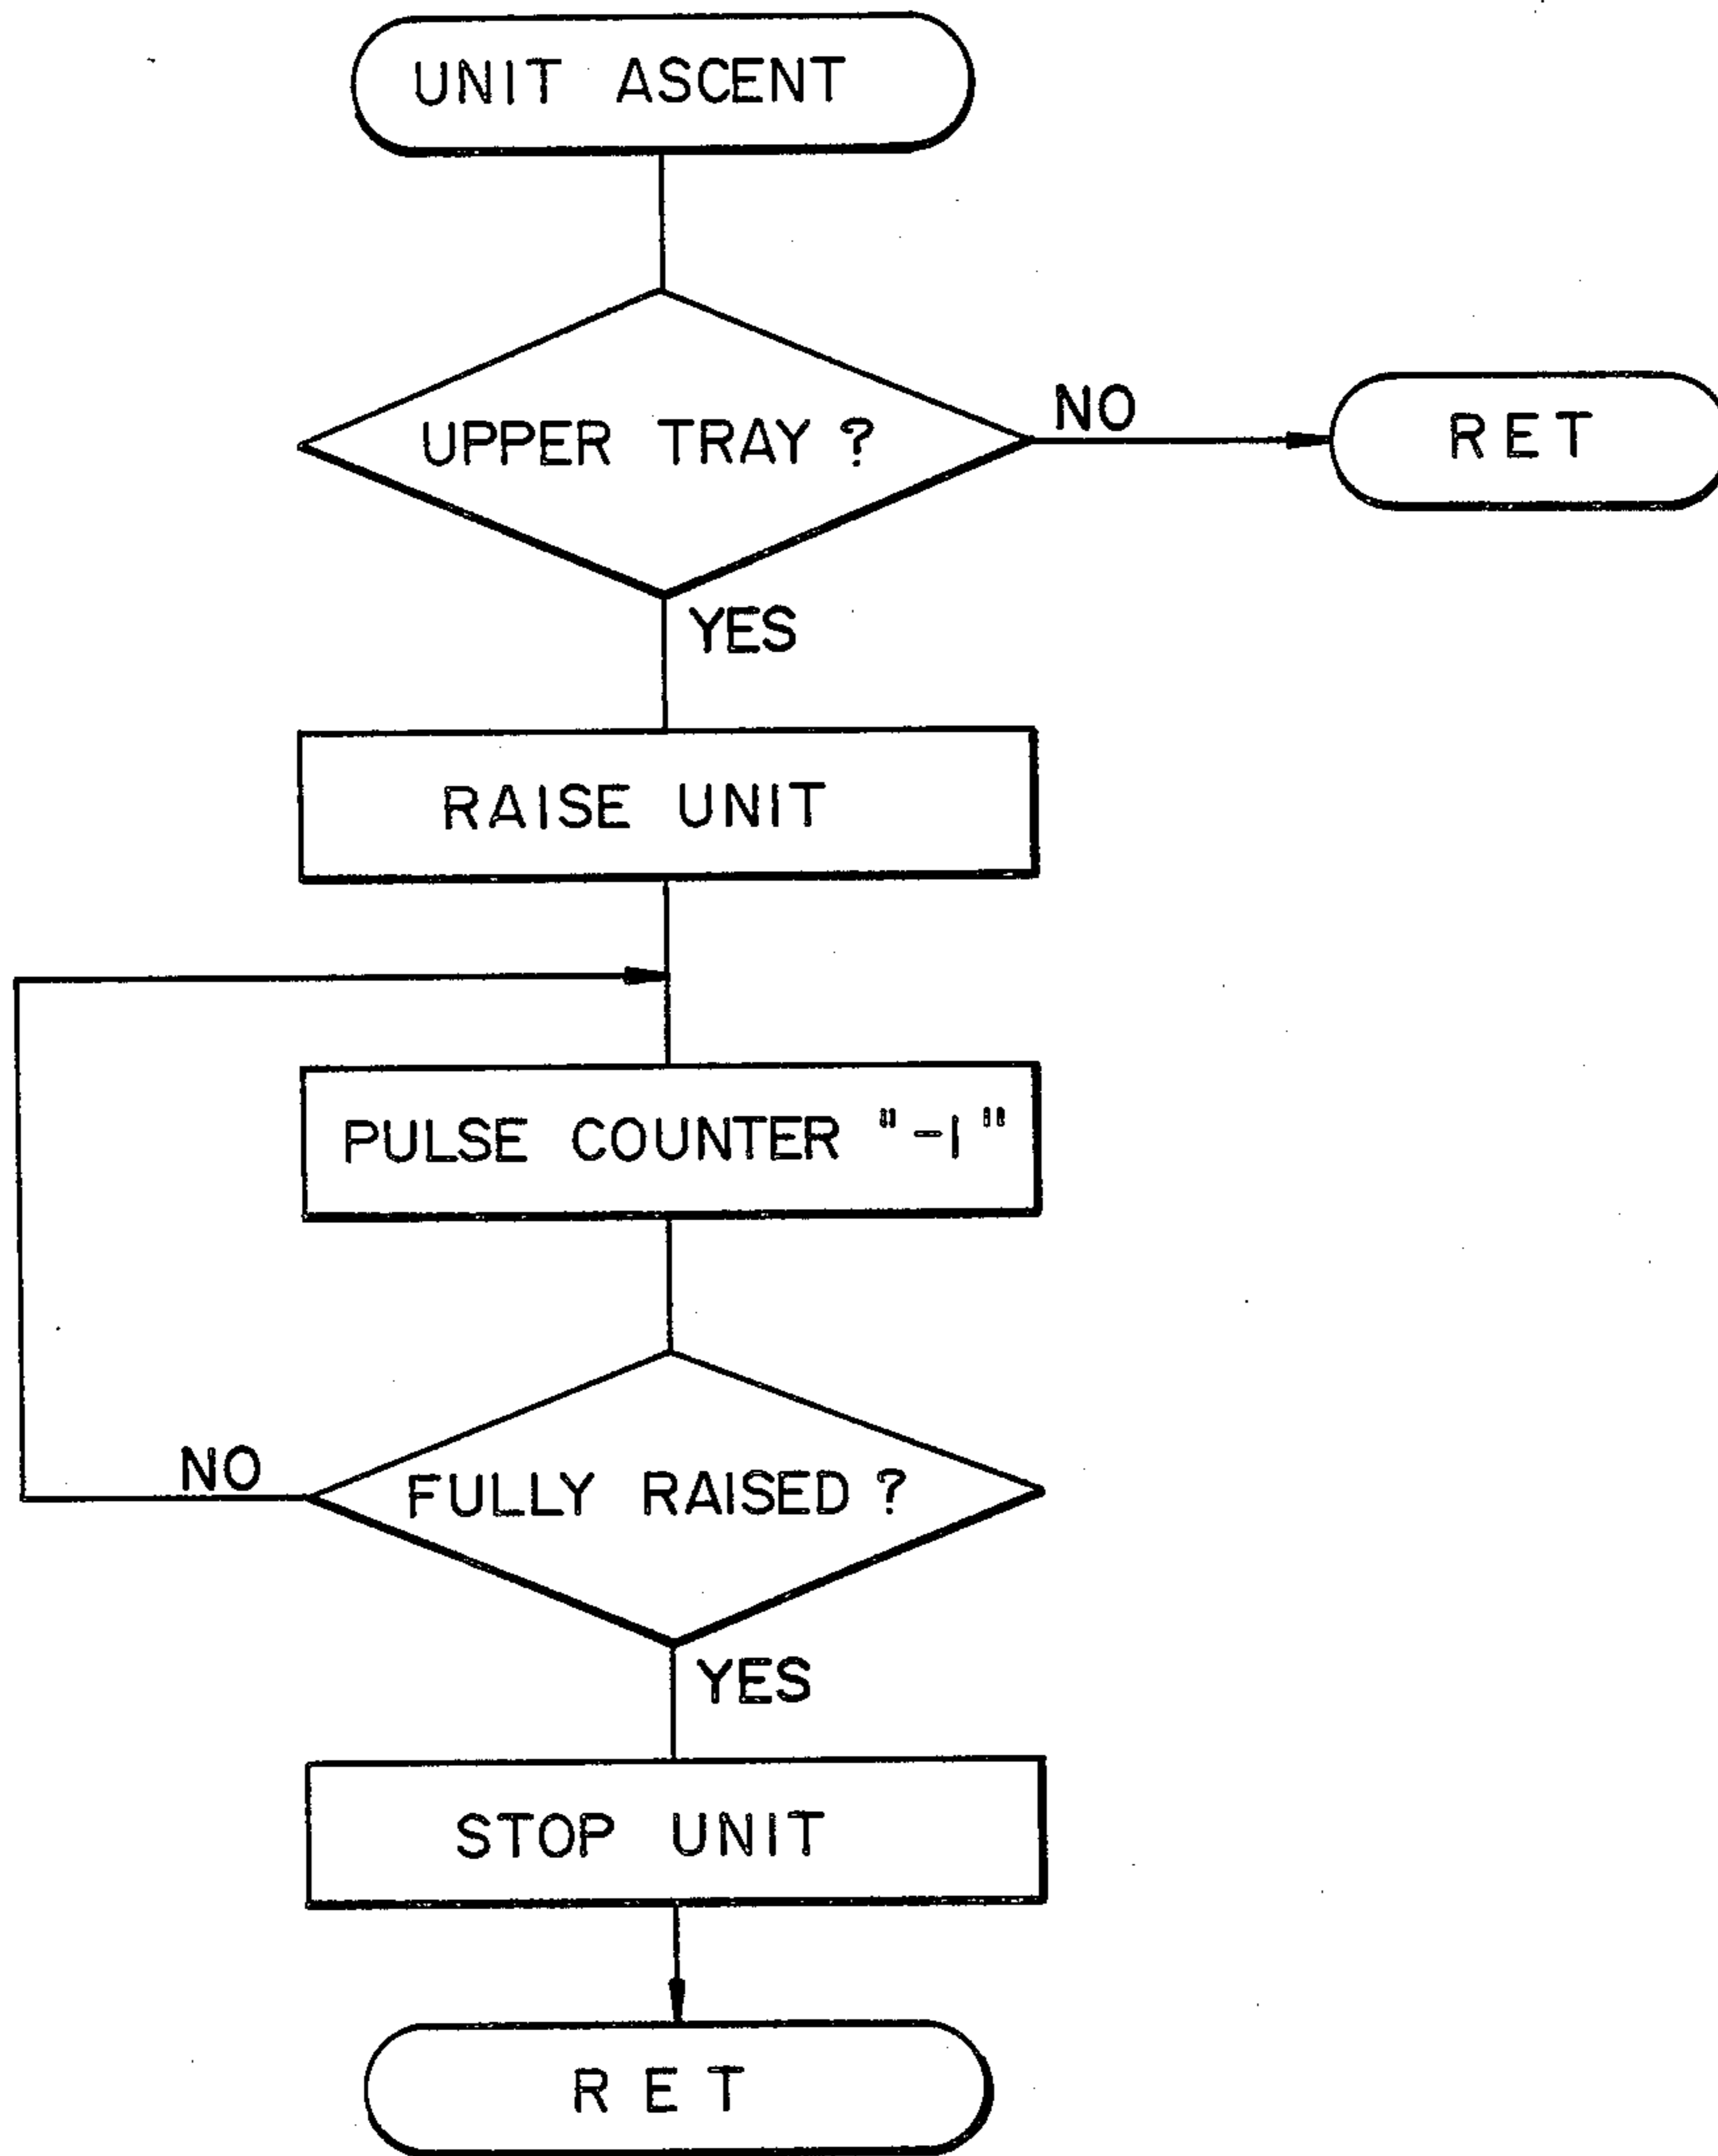 UNIT ASCENT
UPPER TRAY ?
NO
RET
YES
RAISE UNIT
PULSE COUNTER "-1"
NO
FULLY RAISED ?
YES
STOP UNIT
RET